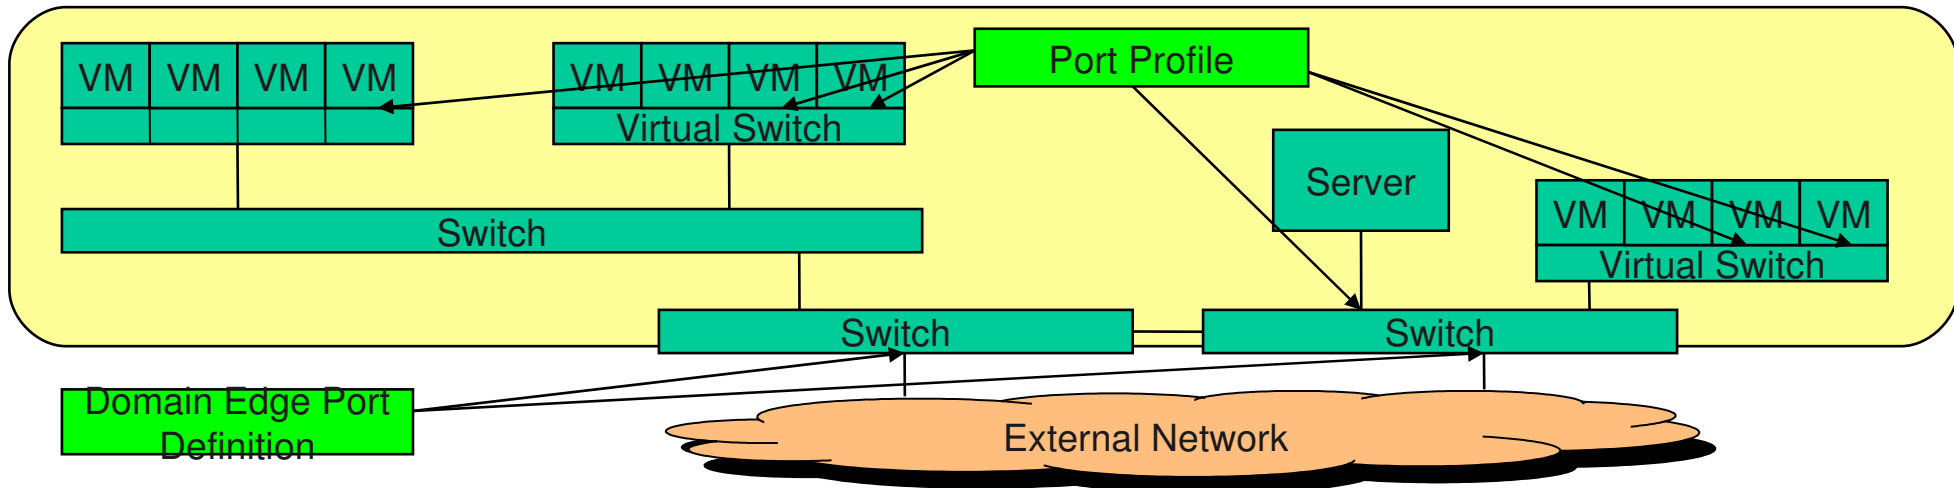 VM VM VM VM
VM VM VM VM
Virtual Switch
Port Profile
Server
VM VM VM VM
Virtual Switch
Switch
Switch
Switch
Domain Edge Port
Definition
External Network